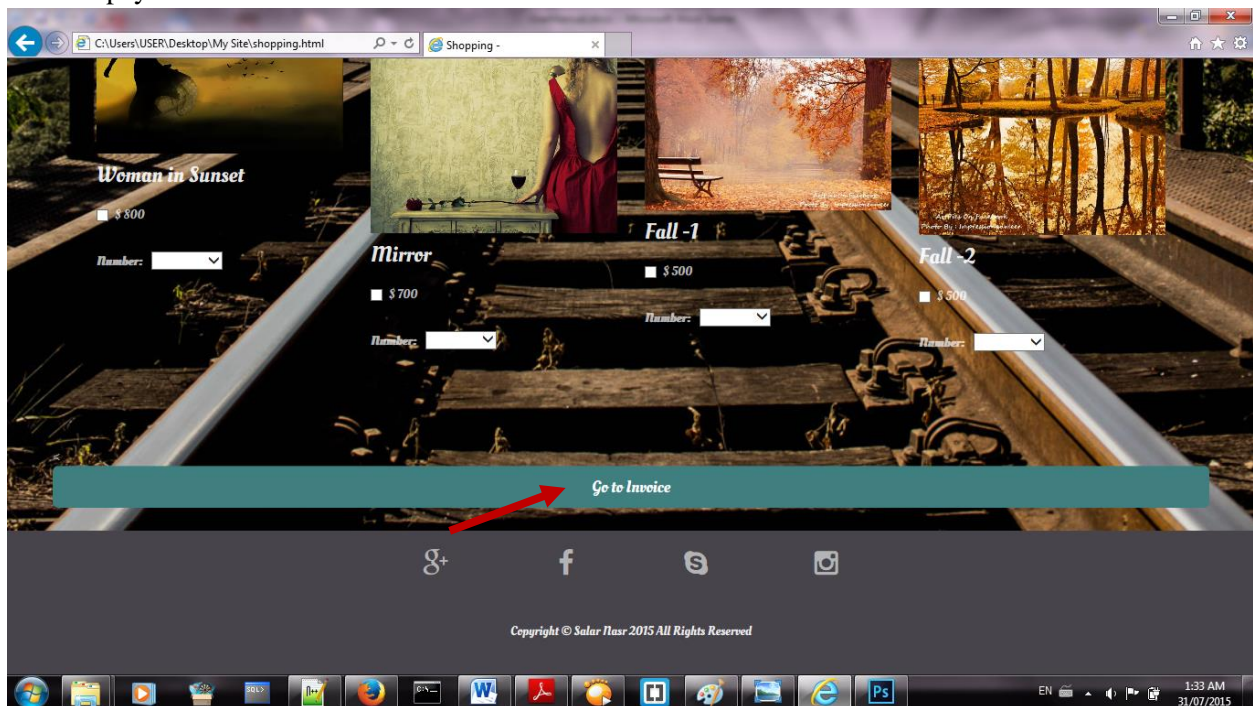 C:\Users\USER\Desktop\My Site\shopping.html
Shopping -
Woman in Sunset
$ 800
Number:
Mirror
$ 700
Number:
Fall -1
$ 500
Number:
Fall -2
$ 500
Number:
Go to Invoice
g+
f
S
Copyright © Salar Nasr 2015 All Rights Reserved
SQL>
N++
C:\_
W
Ps
EN
1:33 AM
31/07/2015